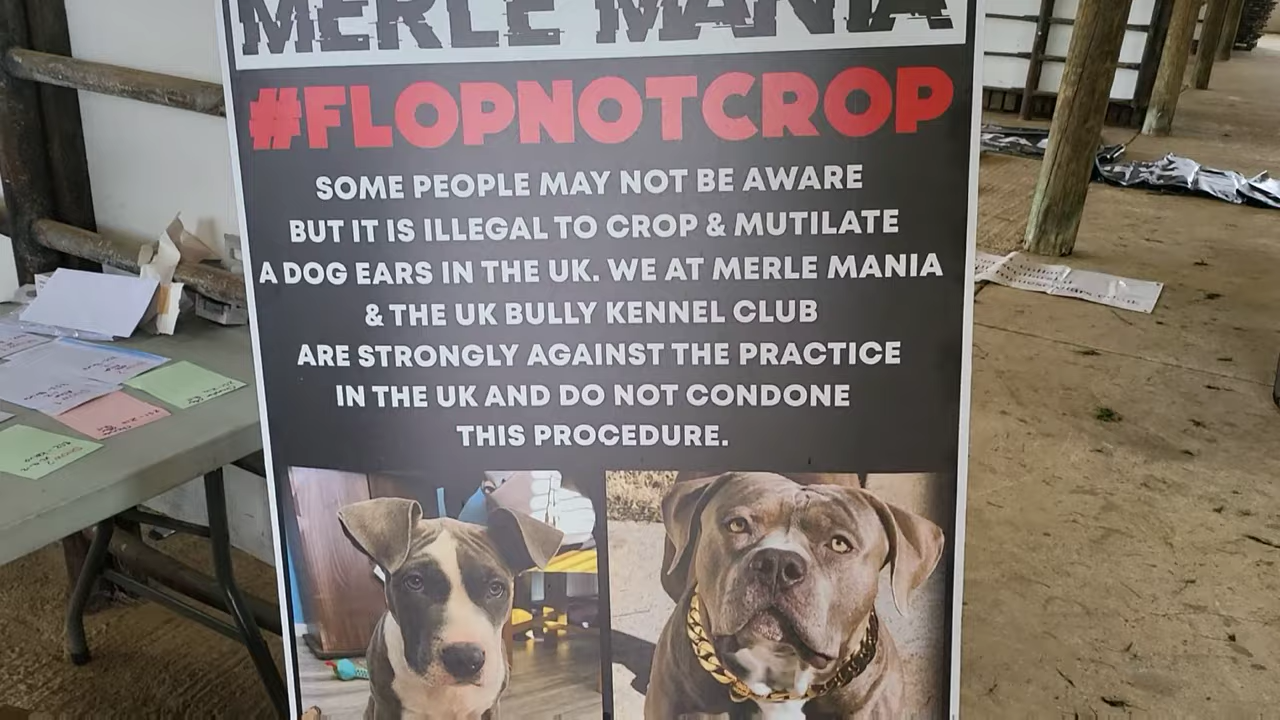 MERLE MANIA
#FLOPNOTCROP
SOME PEOPLE MAY NOT BE AWARE
BUT IT IS ILLEGAL TO CROP & MUTILATE
A DOG EARS IN THE UK. WE AT MERLE MANIA
& THE UK BULLY KENNEL CLUB
ARE STRONGLY AGAINST THE PRACTICE
IN THE UK AND DO NOT CONDONE
THIS PROCEDURE.